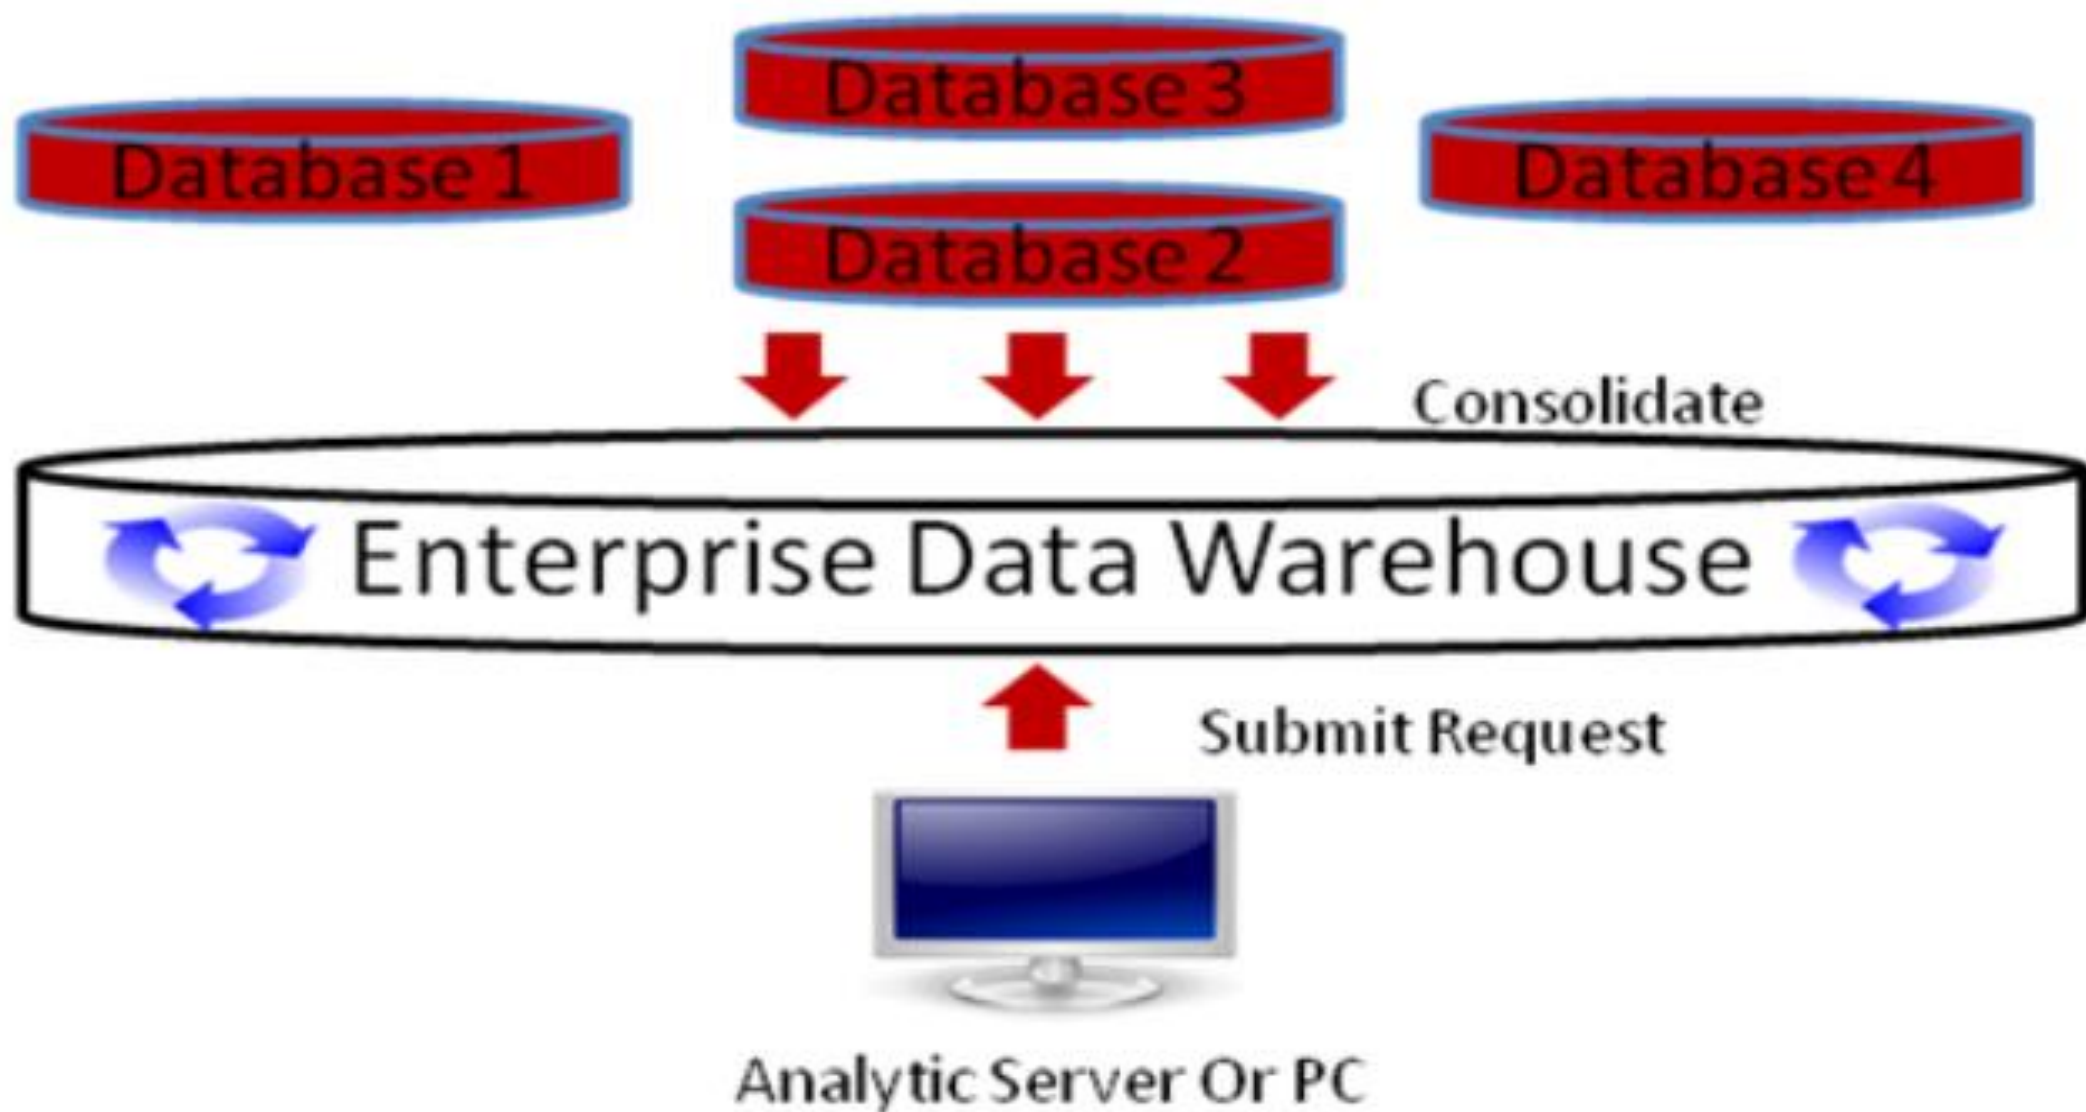 Database 3
Database 1
Database 4
Database 2
Consolidate
Enterprise Data Warehouse
Submit Request
Analytic Server Or PC